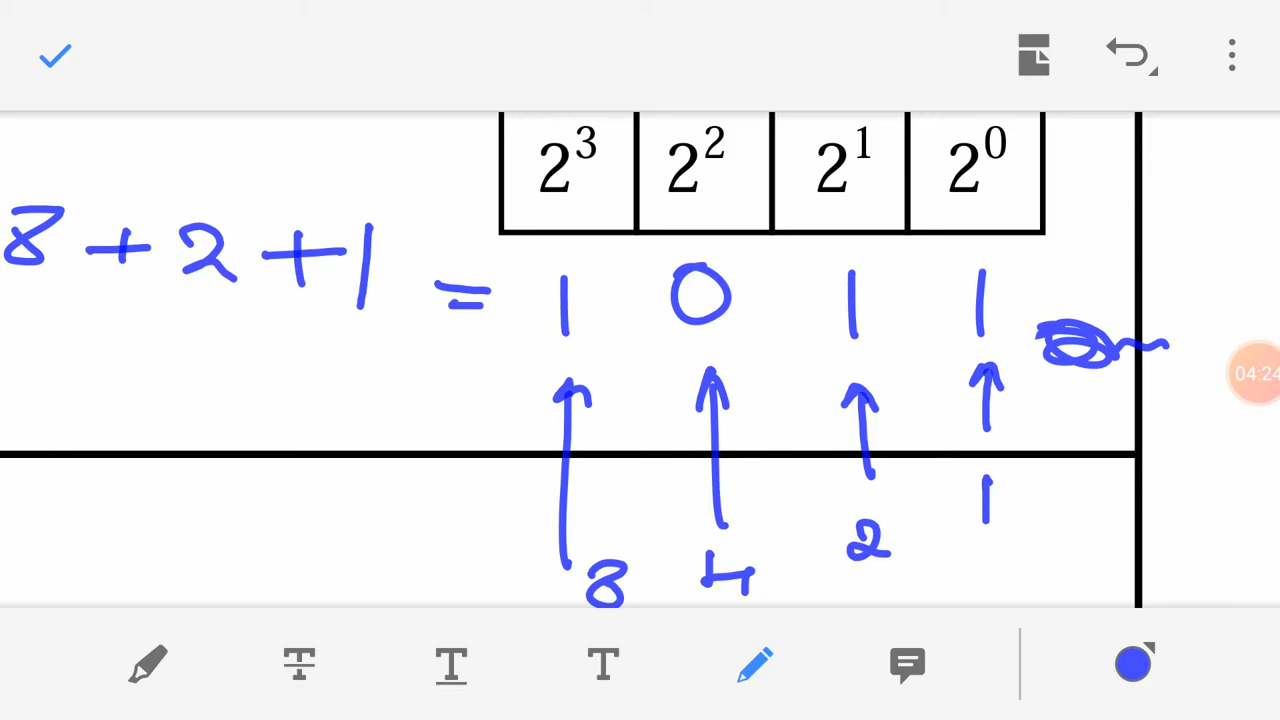 2³ 2² 2¹ 2⁰
8 + 2 + 1 = 1 0 1 1
04:24
8 4 2 1
T T T